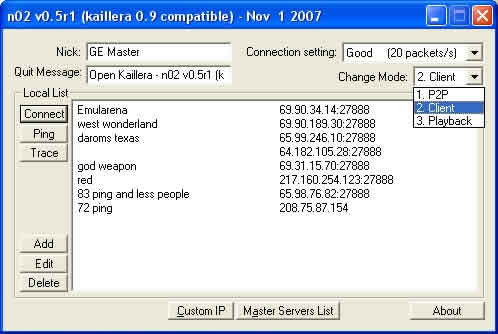 n02 v0.5r1 (kaillera 0.9 compatible) - Nov 1 2007
Nick: GE Master Connection setting: Good (20 packets/s)
Quit Message: Open Kaillera - n02 v0.5r1 (k Change Mode: 2. Client
1. P2P
2. Client
3. Playback
Local List
Connect
Ping
Trace
Emularena 69.90.34.14:27888
west wonderland 69.90.189.30:27888
daroms texas 65.99.246.10:27888
64.182.105.28:27888
god weapon 69.31.15.70:27888
red 217.160.254.123:27888
83 ping and less people 65.98.76.82:27888
72 ping 208.75.87.154
Add
Edit
Delete
Custom IP Master Servers List About